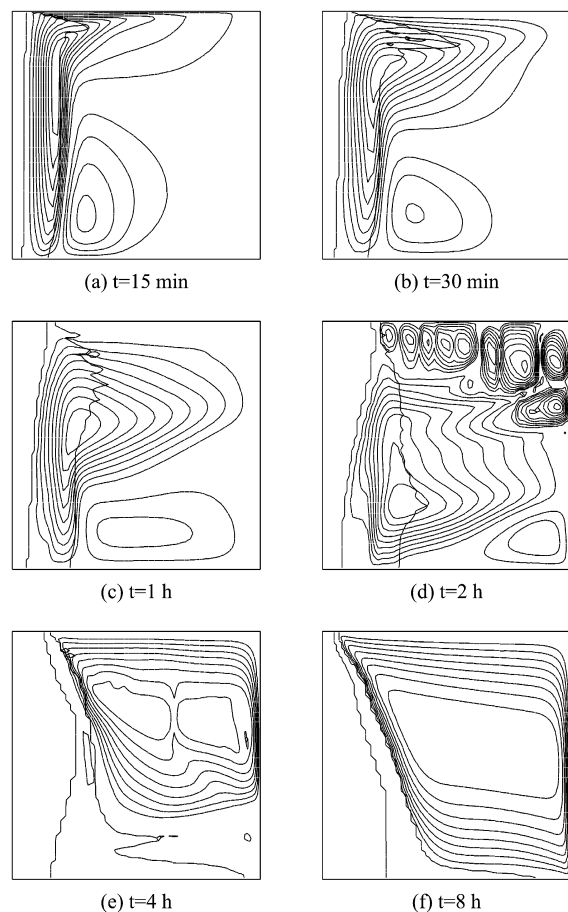 (a) t=15 min
(b) t=30 min
(c) t=1 h
(d) t=2 h
(e) t=4 h
(f) t=8 h